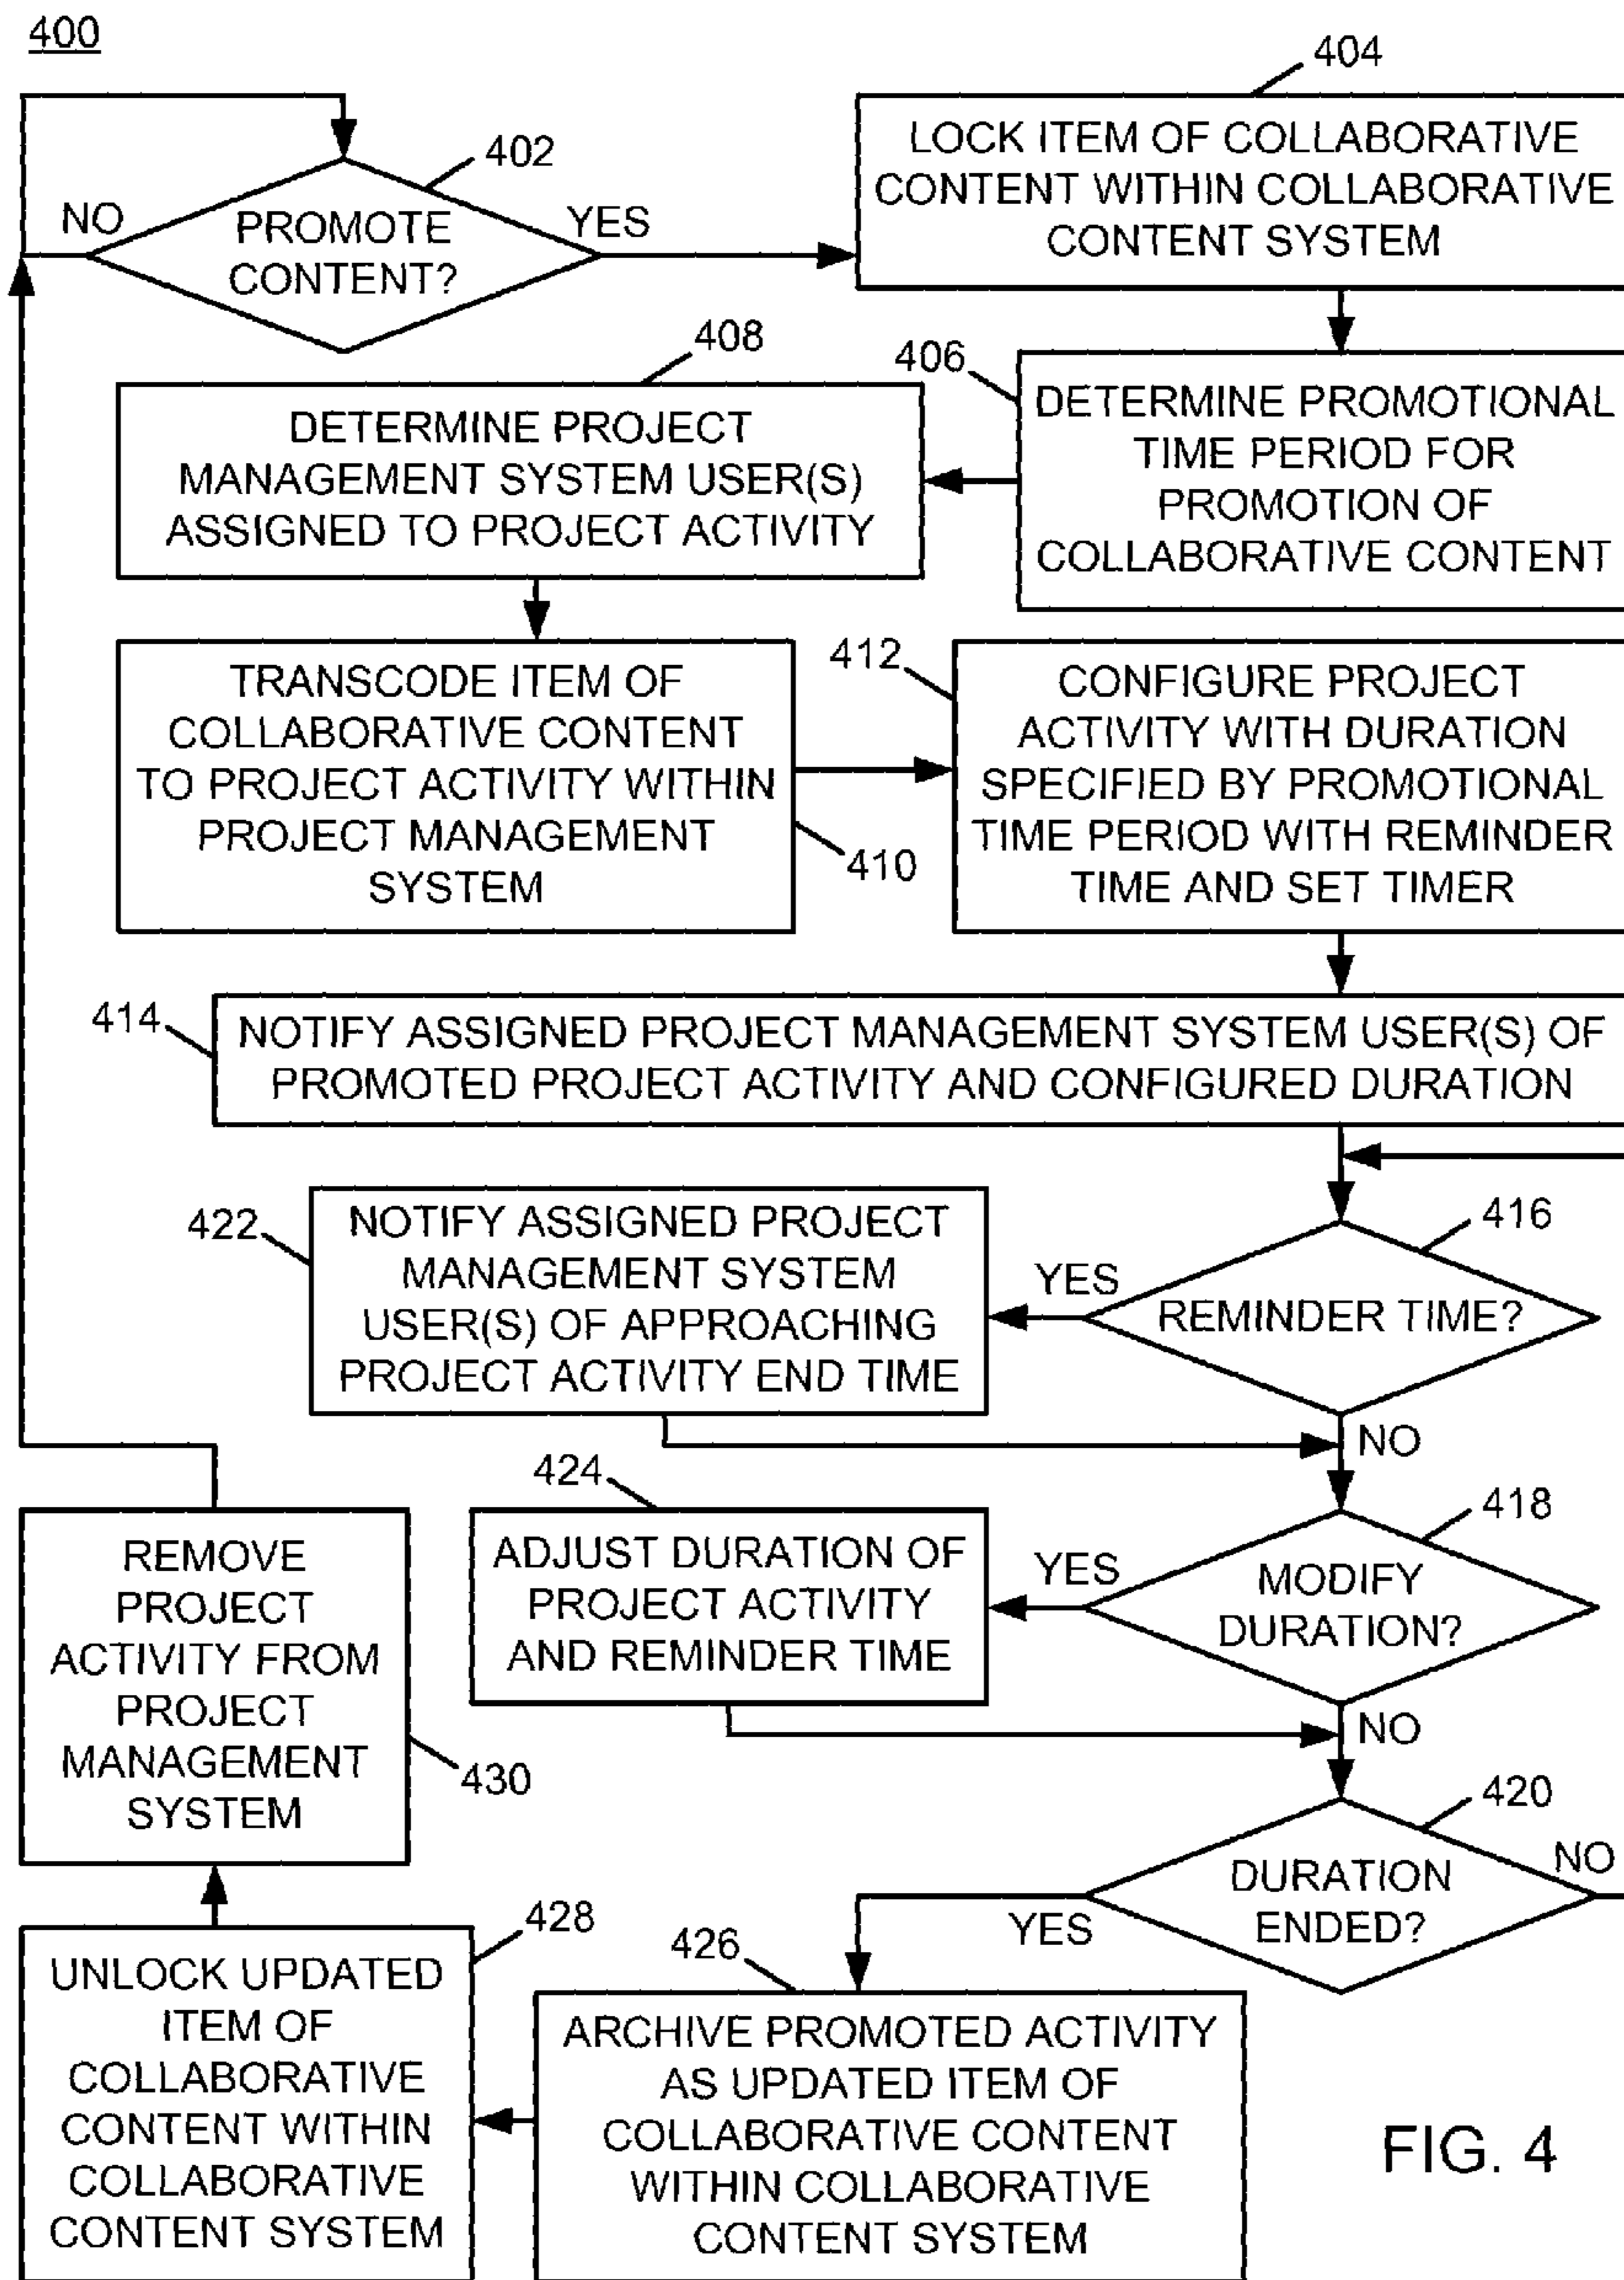 400
404
LOCK ITEM OF COLLABORATIVE
CONTENT WITHIN COLLABORATIVE
CONTENT SYSTEM
402
NO
PROMOTE
CONTENT?
YES
408
DETERMINE PROJECT
MANAGEMENT SYSTEM USER(S)
ASSIGNED TO PROJECT ACTIVITY
406
DETERMINE PROMOTIONAL
TIME PERIOD FOR
PROMOTION OF
COLLABORATIVE CONTENT
TRANSCODE ITEM OF
COLLABORATIVE CONTENT
TO PROJECT ACTIVITY WITHIN
PROJECT MANAGEMENT
SYSTEM
410
412
CONFIGURE PROJECT
ACTIVITY WITH DURATION
SPECIFIED BY PROMOTIONAL
TIME PERIOD WITH REMINDER
TIME AND SET TIMER
414
NOTIFY ASSIGNED PROJECT MANAGEMENT SYSTEM USER(S) OF
PROMOTED PROJECT ACTIVITY AND CONFIGURED DURATION
422
NOTIFY ASSIGNED PROJECT
MANAGEMENT SYSTEM
USER(S) OF APPROACHING
PROJECT ACTIVITY END TIME
YES
416
REMINDER TIME?
NO
424
ADJUST DURATION OF
PROJECT ACTIVITY
AND REMINDER TIME
YES
418
MODIFY
DURATION?
NO
REMOVE
PROJECT
ACTIVITY FROM
PROJECT
MANAGEMENT
SYSTEM
430
420
DURATION
ENDED?
NO
YES
428
UNLOCK UPDATED
ITEM OF
COLLABORATIVE
CONTENT WITHIN
COLLABORATIVE
CONTENT SYSTEM
426
ARCHIVE PROMOTED ACTIVITY
AS UPDATED ITEM OF
COLLABORATIVE CONTENT
WITHIN COLLABORATIVE
CONTENT SYSTEM
FIG. 4